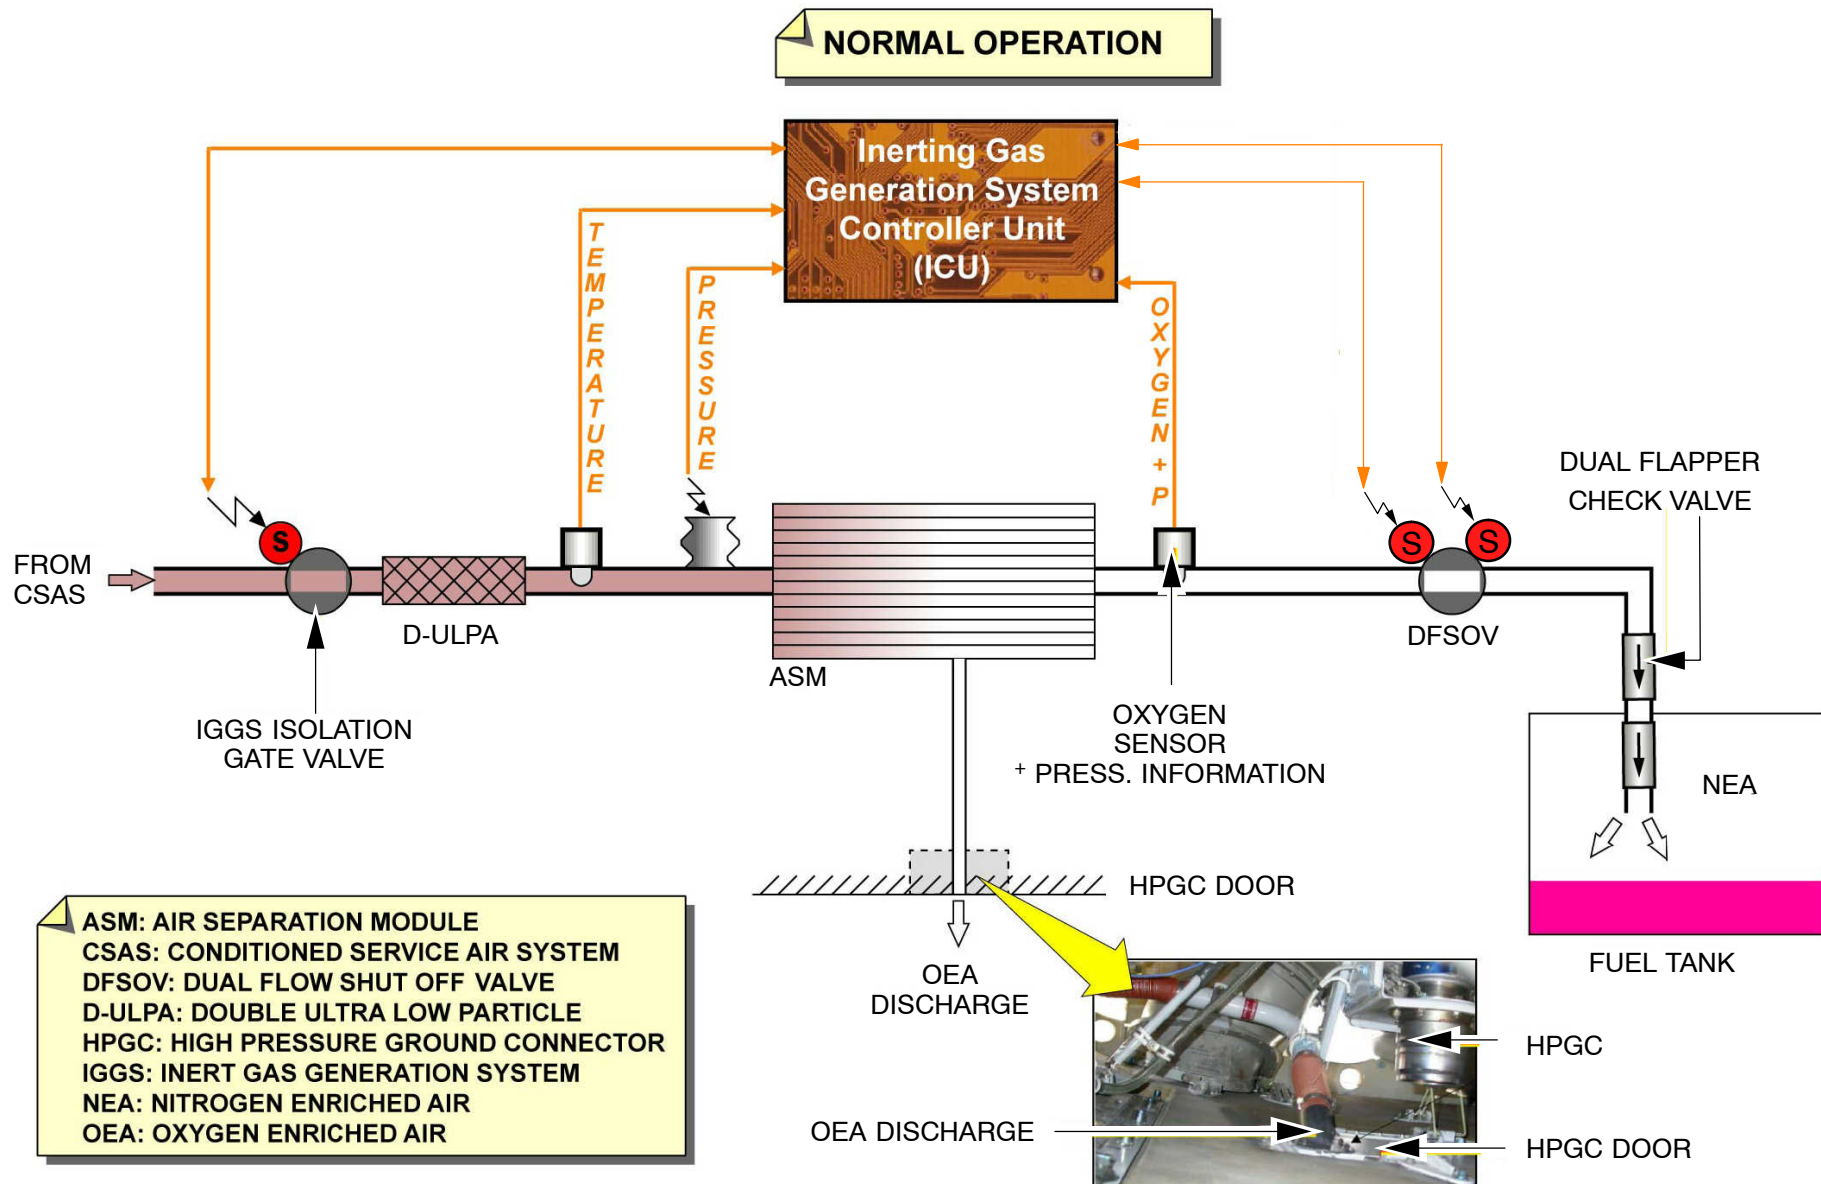 NORMAL OPERATION
Inerting Gas
Generation System
Controller Unit
(ICU)
TEMPERATURE
PRESSURE
OXYGEN + P
DUAL FLAPPER
CHECK VALVE
S
S
S
FROM
CSAS
D-ULPA
DFSOV
ASM
IGGS ISOLATION
GATE VALVE
OXYGEN
SENSOR
+ PRESS. INFORMATION
NEA
HPGC DOOR
FUEL TANK
OEA
DISCHARGE
ASM: AIR SEPARATION MODULE
CSAS: CONDITIONED SERVICE AIR SYSTEM
DFSOV: DUAL FLOW SHUT OFF VALVE
D-ULPA: DOUBLE ULTRA LOW PARTICLE
HPGC: HIGH PRESSURE GROUND CONNECTOR
IGGS: INERT GAS GENERATION SYSTEM
NEA: NITROGEN ENRICHED AIR
OEA: OXYGEN ENRICHED AIR
HPGC
OEA DISCHARGE
HPGC DOOR